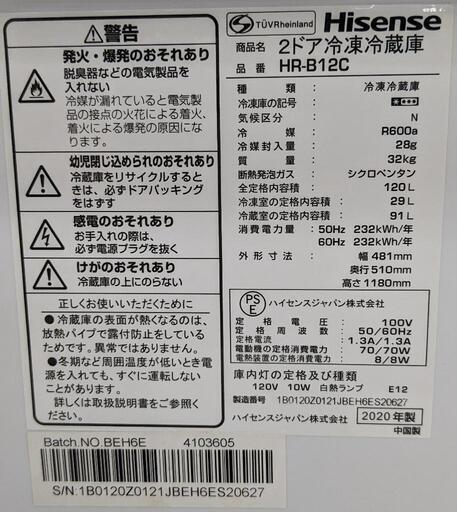 警告
発火・爆発のおそれあり
脱臭器などの電気製品を
入れない
冷媒が漏れていると電気製
品の接点の火花による着
火、着火による爆発の原因に
なります。
幼児閉じ込められのおそれあり
冷蔵庫をリサイクルすると
きは、必ずドアパッキング
をはずす
感電のおそれあり
お手入れの際は、
必ず電源プラグを抜く
けがのおそれあり
冷蔵庫の上にのらない
正しくお使いいただくために
●冷蔵庫の表面が熱くなるのは、
放熱パイプで露付防止をしている
ためです。異常ではありません。
●冬期など周囲温度が低いとき電
源を入れても、すぐに運転しない
ことがあります。
詳しくは取扱説明書をご参照
ください。
TÜVRheinland
Hisense
商品名 2ドア冷凍冷蔵庫
品番 HR-B12C
種類: 冷凍冷蔵庫
冷凍庫の記号:
気候区分: N
冷媒: R600a
冷媒封入量: 28g
質量: 32kg
断熱発泡ガス: シクロペンタン
全定格内容積: 120L
冷凍室の定格内容積: 29L
冷蔵室の定格内容積: 91L
消費電力量: 50Hz 232kWh/年
60Hz 232kWh/年
外形寸法: 幅 481mm
奥行 510mm
高さ 1180mm
PSE ハイセンスジャパン株式会社
定格電圧: 100V
定格周波数: 50/60Hz
定格電流: 1.3A/1.3A
電動機の定格消費電力: 70/70W
電熱装置の定格消費電力: 8/8W
庫内灯の定格及び種類
120V 10W 白熱ランプ E12
製造番号: 1B0120Z0121JBEH6ES20627
ハイセンスジャパン株式会社
2020年製
中国製
Batch.NO.BEH6E 4103605
S/N:1B0120Z0121JBEH6ES20627